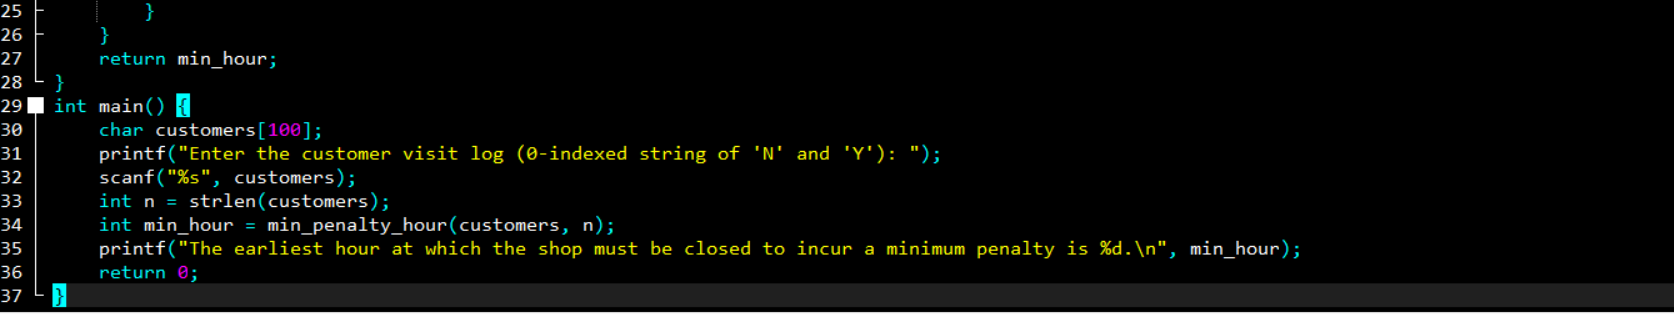 25 }
26 }
27 return min_hour;
28 }
29 int main() {
30 char customers[100];
31 printf("Enter the customer visit log (0-indexed string of 'N' and 'Y'): ");
32 scanf("%s", customers);
33 int n = strlen(customers);
34 int min_hour = min_penalty_hour(customers, n);
35 printf("The earliest hour at which the shop must be closed to incur a minimum penalty is %d.\n", min_hour);
36 return 0;
37 }